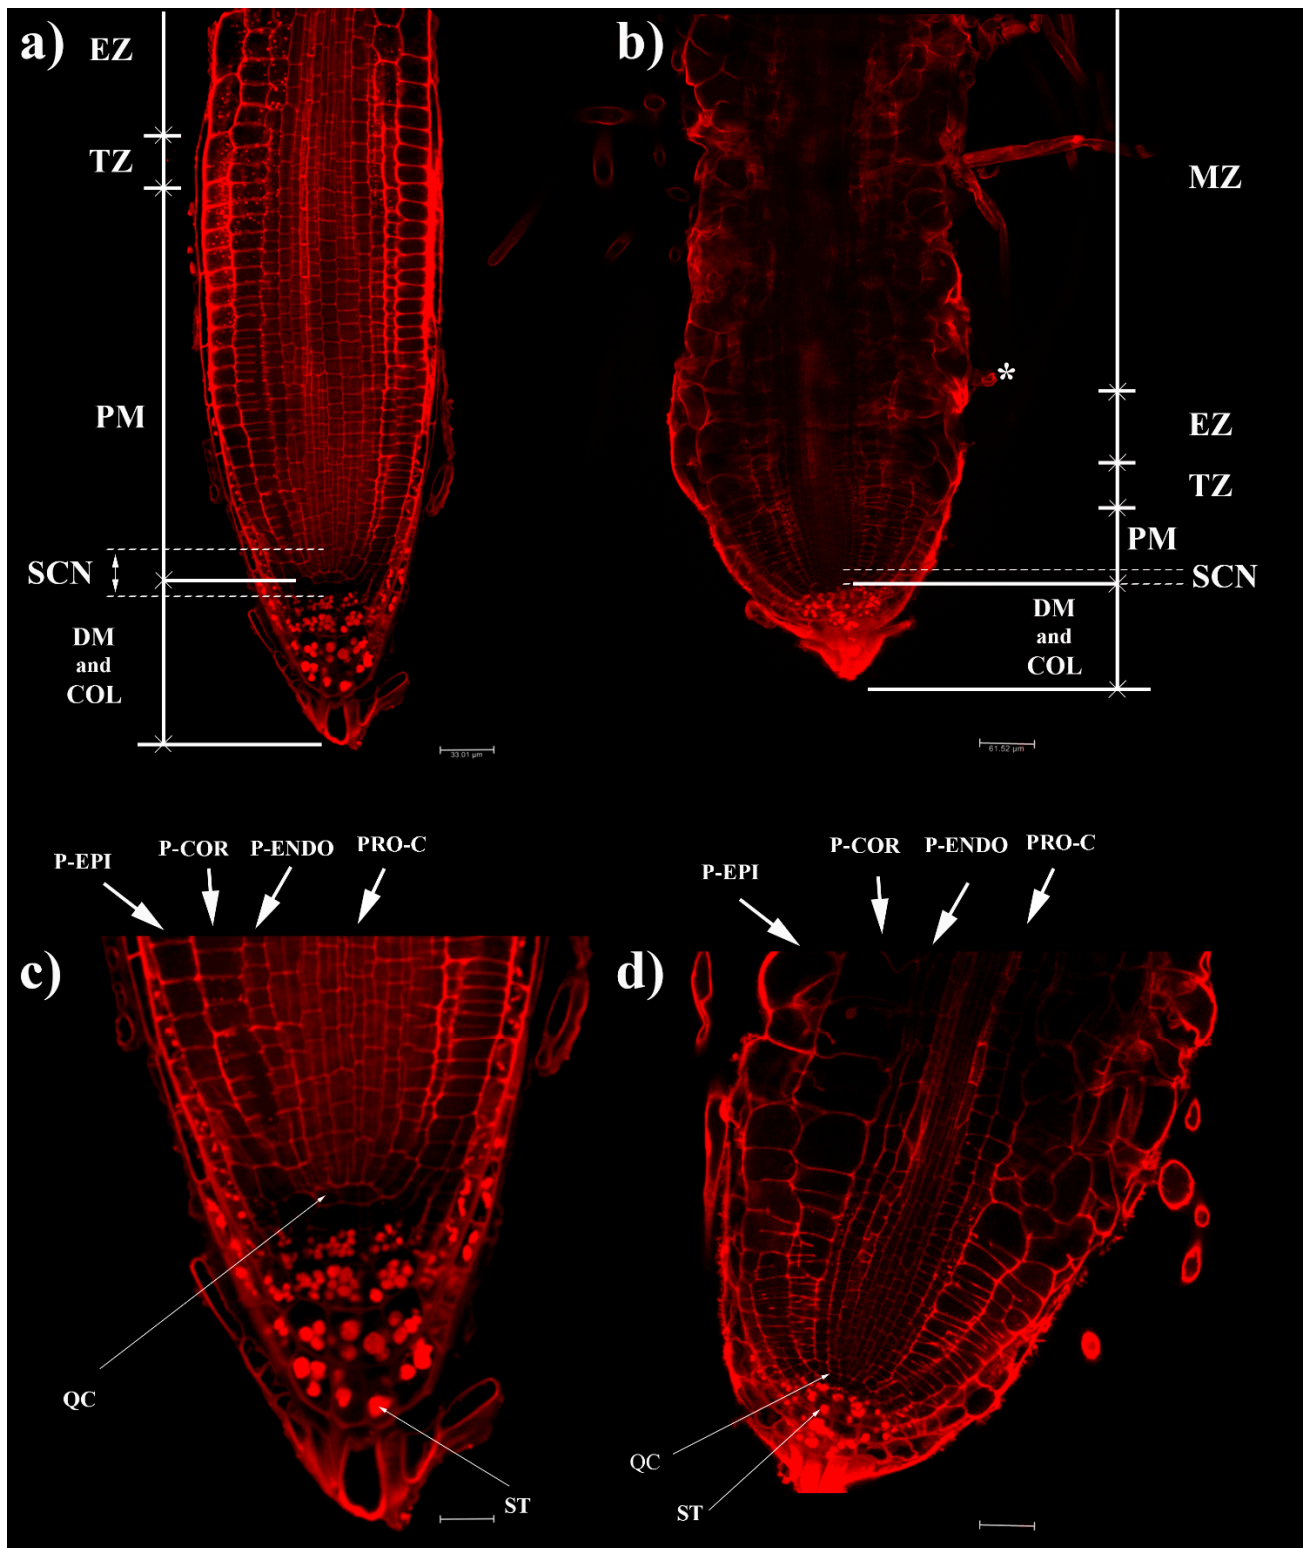 a)
EZ
TZ
PM
SCN
DM
and
COL
33.01 µm
b)
MZ
*
EZ
TZ
PM
SCN
DM
and
COL
61.52 µm
P-EPI
P-COR
P-ENDO
PRO-C
c)
QC
ST
P-EPI
P-COR
P-ENDO
PRO-C
d)
QC
ST